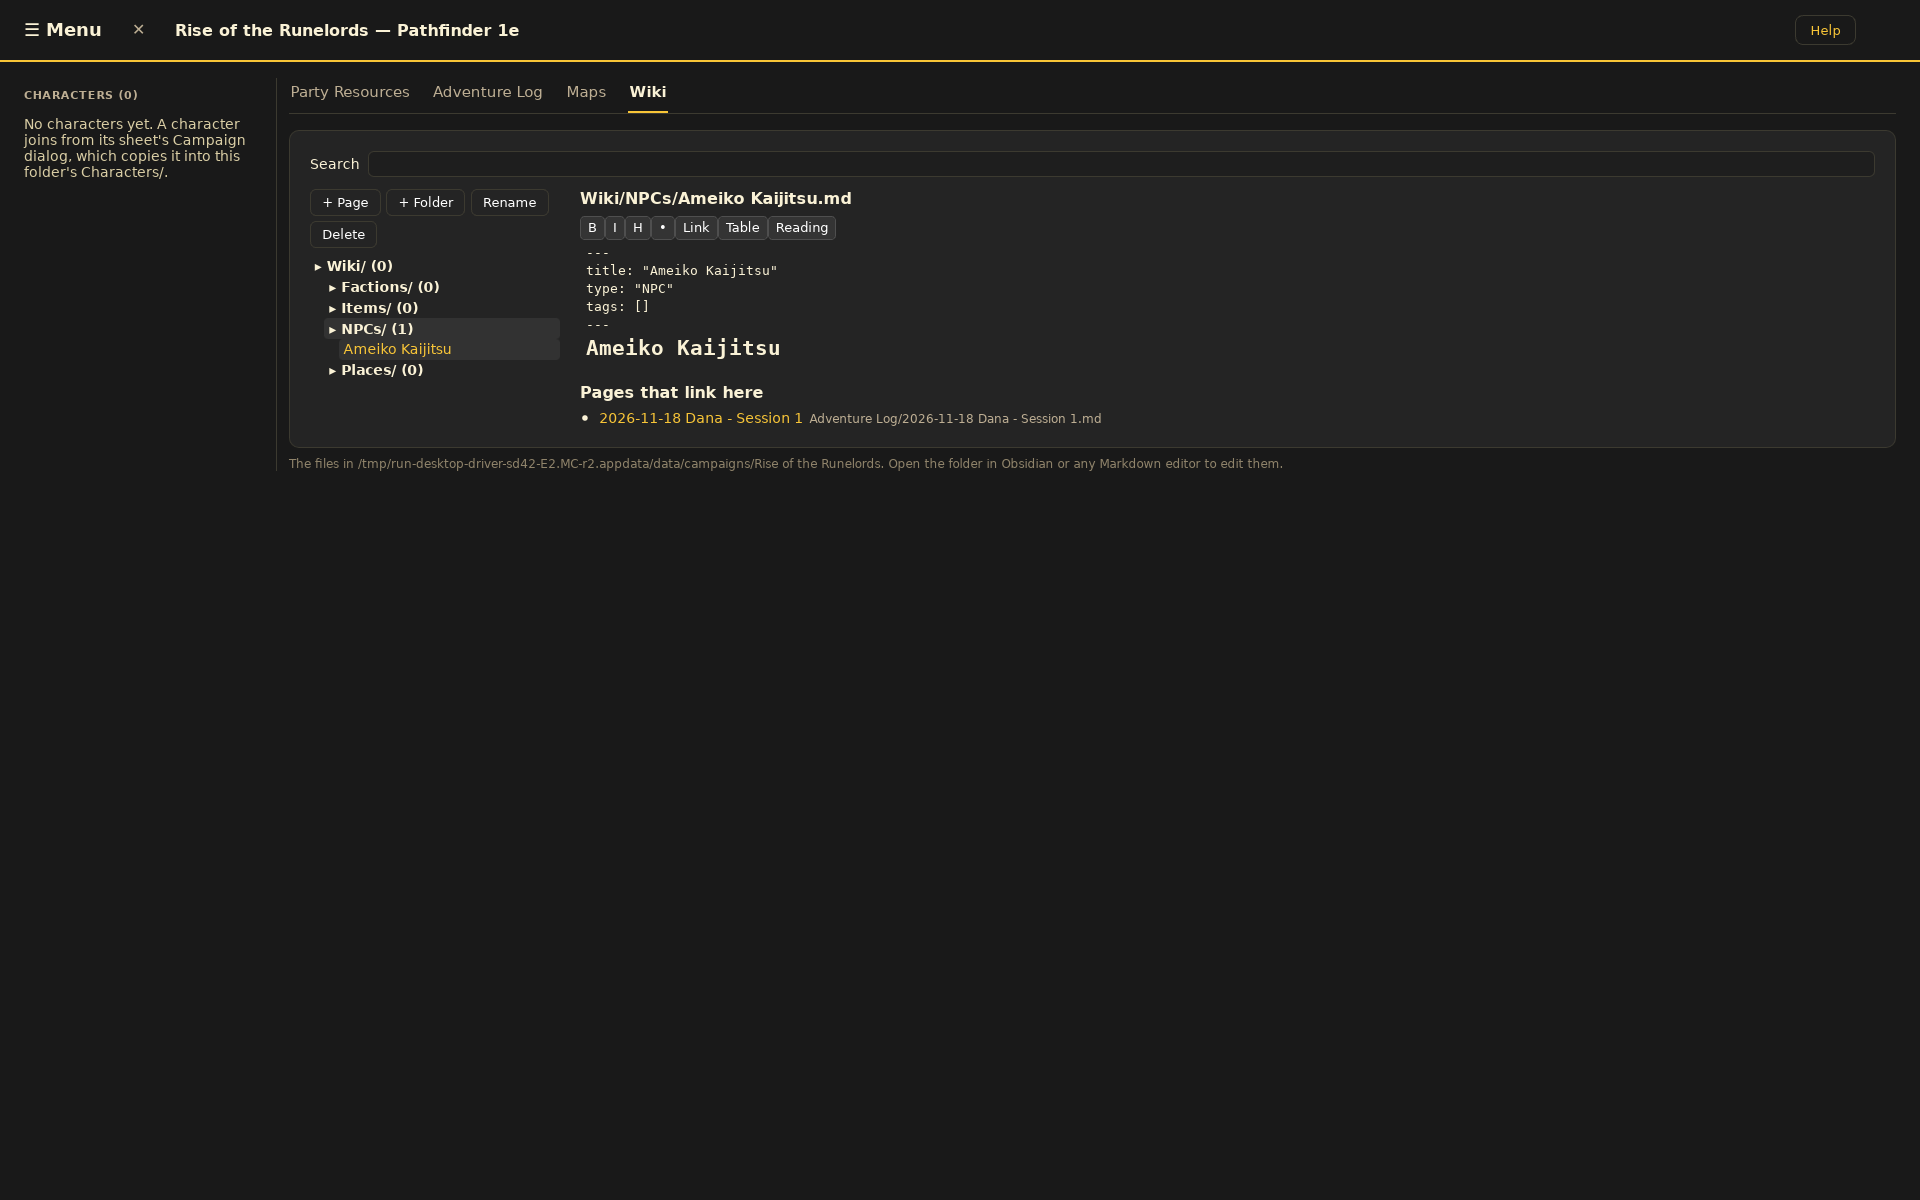 ☰ Menu ✕ Rise of the Runelords — Pathfinder 1e Help
CHARACTERS (0)
No characters yet. A character
joins from its sheet's Campaign
dialog, which copies it into this
folder's Characters/.
Party Resources Adventure Log Maps Wiki
Search
+ Page + Folder Rename
Delete
▸ Wiki/ (0)
▸ Factions/ (0)
▸ Items/ (0)
▸ NPCs/ (1)
Ameiko Kaijitsu
▸ Places/ (0)
Wiki/NPCs/Ameiko Kaijitsu.md
B I H • Link Table Reading
---
title: "Ameiko Kaijitsu"
type: "NPC"
tags: []
---
Ameiko Kaijitsu
Pages that link here
• 2026-11-18 Dana - Session 1 Adventure Log/2026-11-18 Dana - Session 1.md
The files in /tmp/run-desktop-driver-sd42-E2.MC-r2.appdata/data/campaigns/Rise of the Runelords. Open the folder in Obsidian or any Markdown editor to edit them.